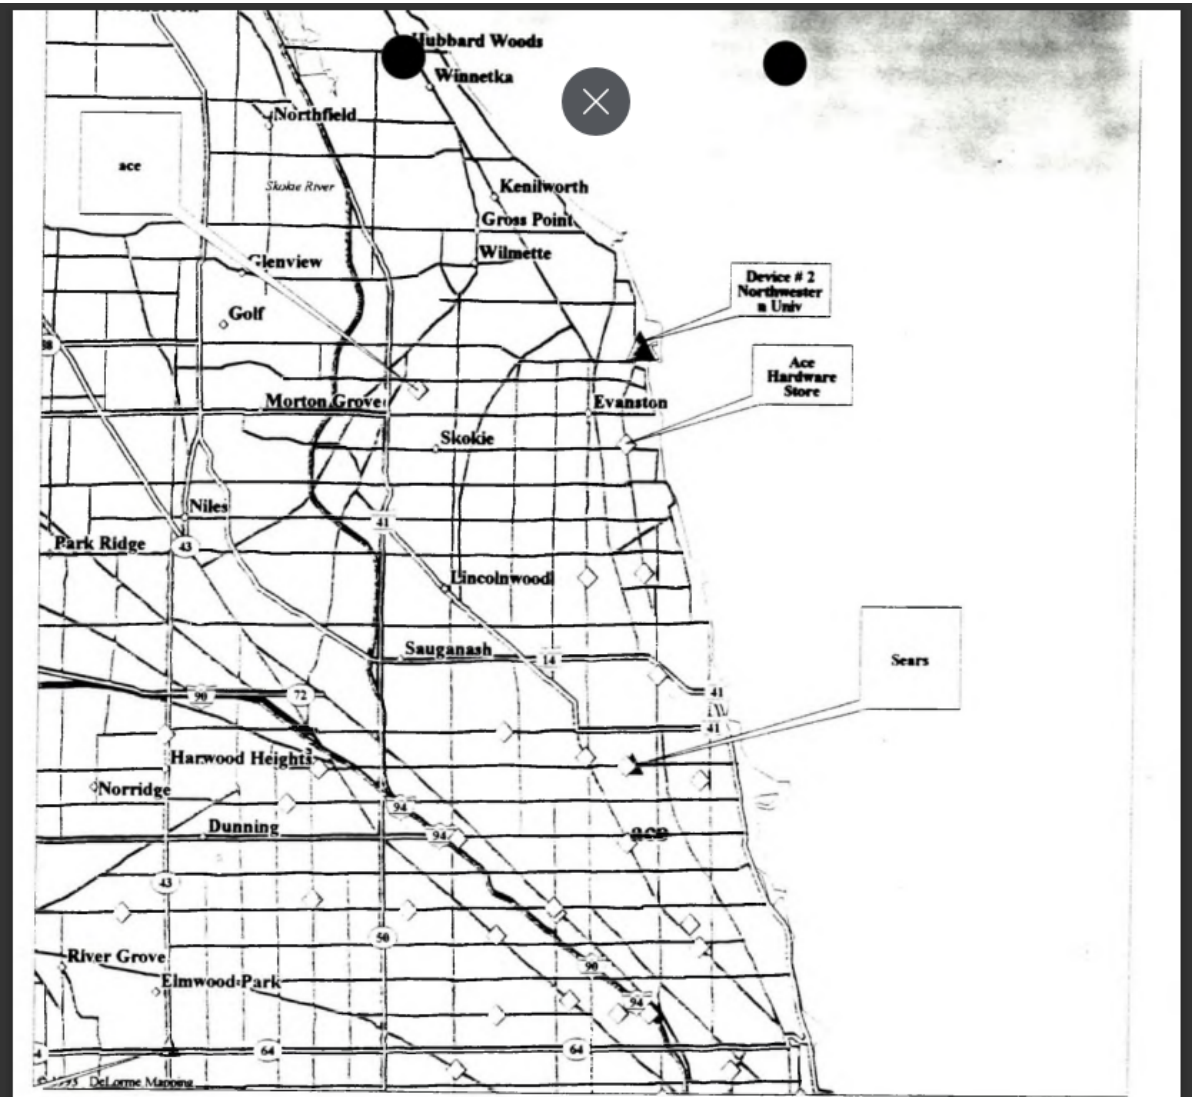 Hubbard Woods
Winnetka
Northfield
ace
Skokie River
Kenilworth
Gross Point
Wilmette
Glenview
Device # 2
Northwester
n Univ
Golf
Ace
Hardware
Store
Morton Grove
Evanston
Skokie
Niles
41
43
Park Ridge
Lincolnwood
Sears
Sauganash
14
90
72
41
41
Harwood Heights
Norridge
94
Dunning
94
ace
43
50
River Grove
90
Elmwood Park
94
64
64
DeLorme Mapping